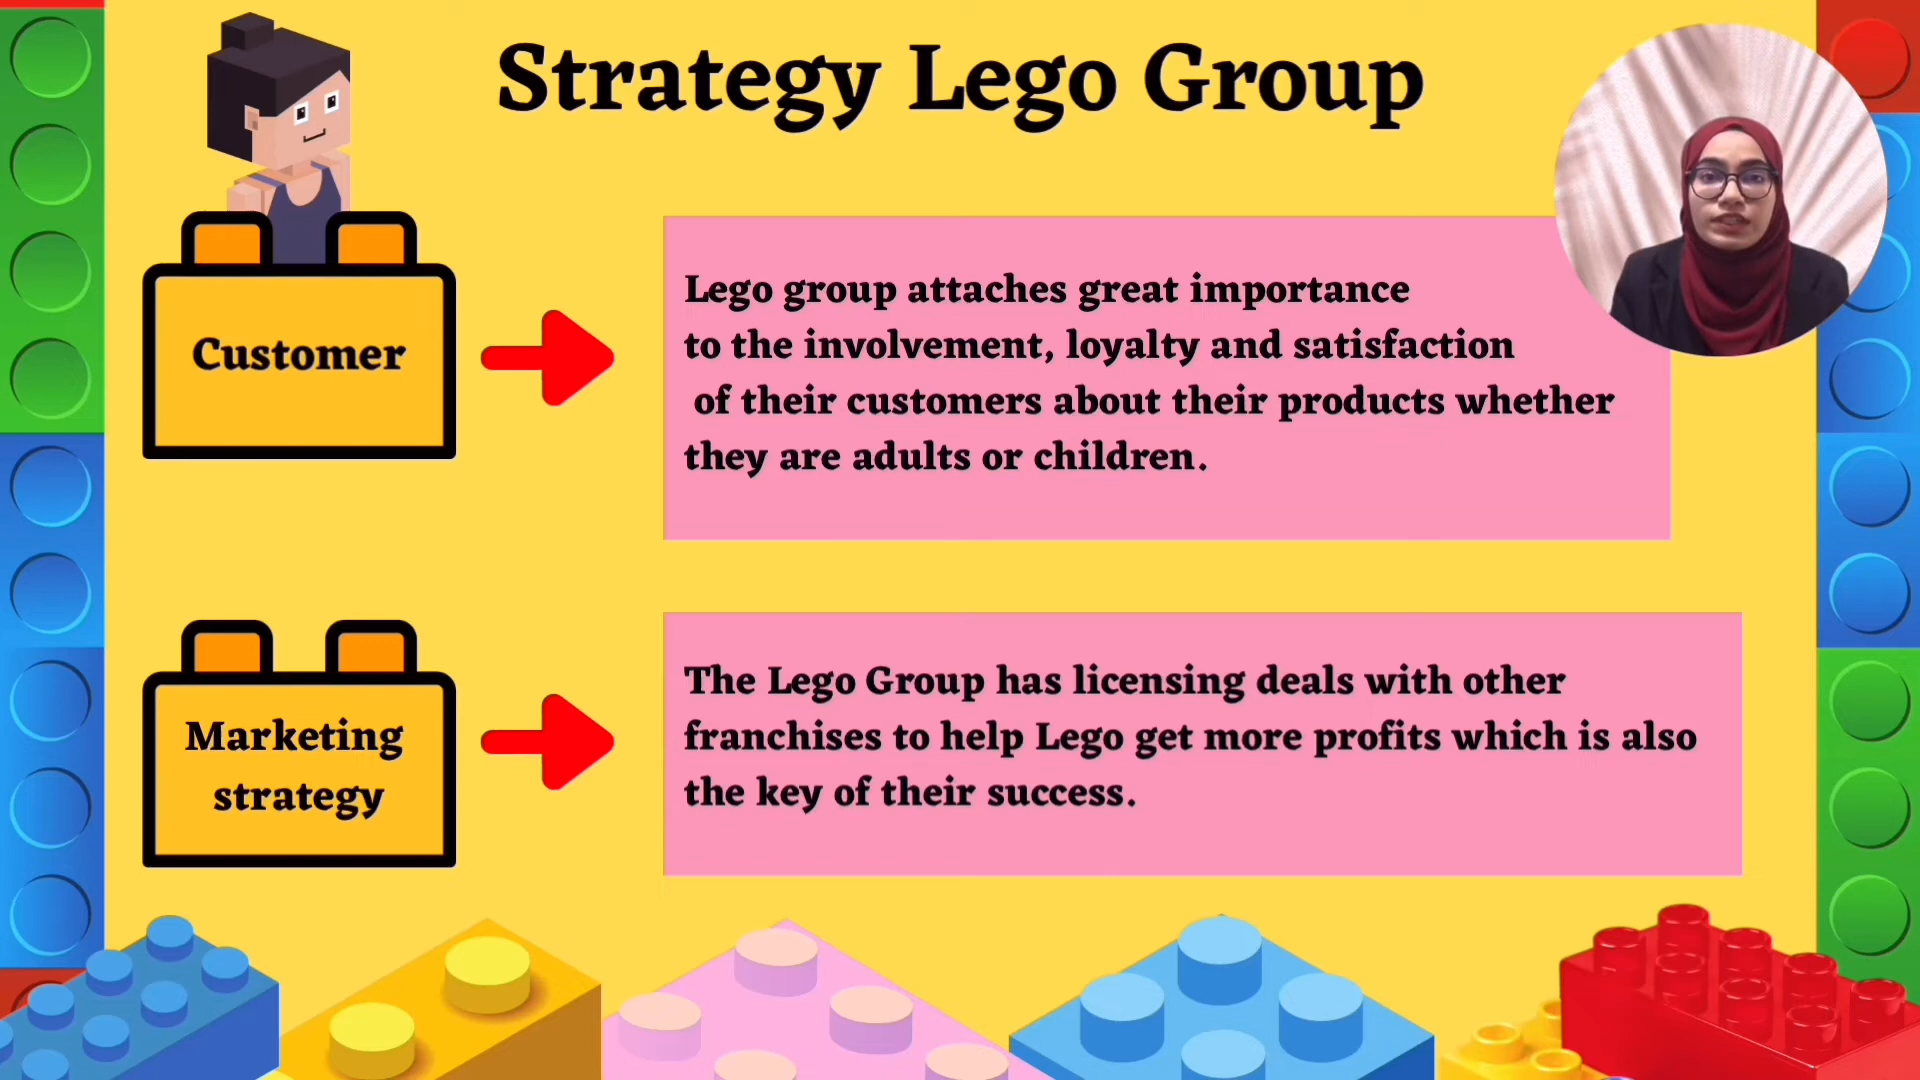 Strategy Lego Group
Customer
Lego group attaches great importance
to the involvement, loyalty and satisfaction
of their customers about their products whether
they are adults or children.
Marketing
strategy
The Lego Group has licensing deals with other
franchises to help Lego get more profits which is also
the key of their success.